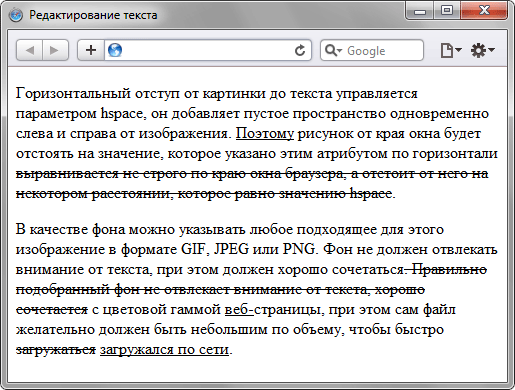 Редактирование текста
Google
Горизонтальный отступ от картинки до текста управляется
параметром hspace, он добавляет пустое пространство одновременно
слева и справа от изображения. Поэтому рисунок от края окна будет
отстоять на значение, которое указано этим атрибутом по горизонтали
выравнивается не строго по краю окна браузера, а отстоит от него на
некотором расстоянии, которое равно значению hspace.
В качестве фона можно указывать любое подходящее для этого
изображение в формате GIF, JPEG или PNG. Фон не должен отвлекать
внимание от текста, при этом должен хорошо сочетаться. Правильно
подобранный фон не отвлекает внимание от текста, хорошо
сочетается с цветовой гаммой веб-страницы, при этом сам файл
желательно должен быть небольшим по объему, чтобы быстро
загружаться загружался по сети.